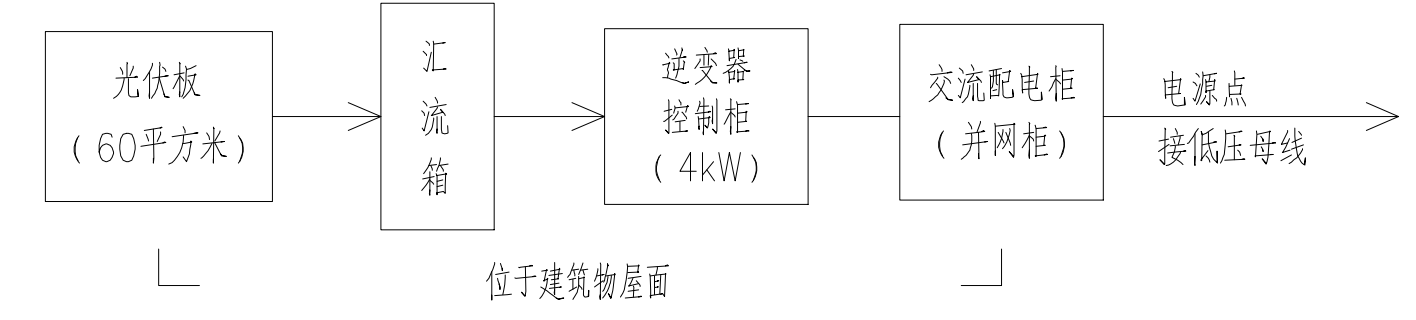 光伏板
（60平方米）
汇
流
箱
逆变器
控制柜
（4kW）
交流配电柜
（并网柜）
电源点
接低压母线
位于建筑物屋面